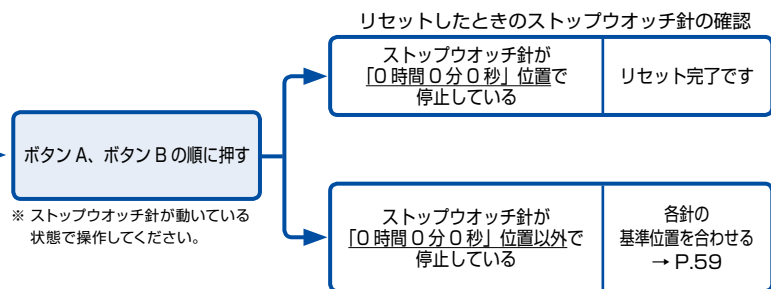 リセットしたときのストップウオッチ針の確認
ストップウオッチ針が
「0時間0分0秒」位置で
停止している
リセット完了です
ボタンA、ボタンBの順に押す
※ ストップウオッチ針が動いている
状態で操作してください。
ストップウオッチ針が
「0時間0分0秒」位置以外で
停止している
各針の
基準位置を合わせる
→ P.59